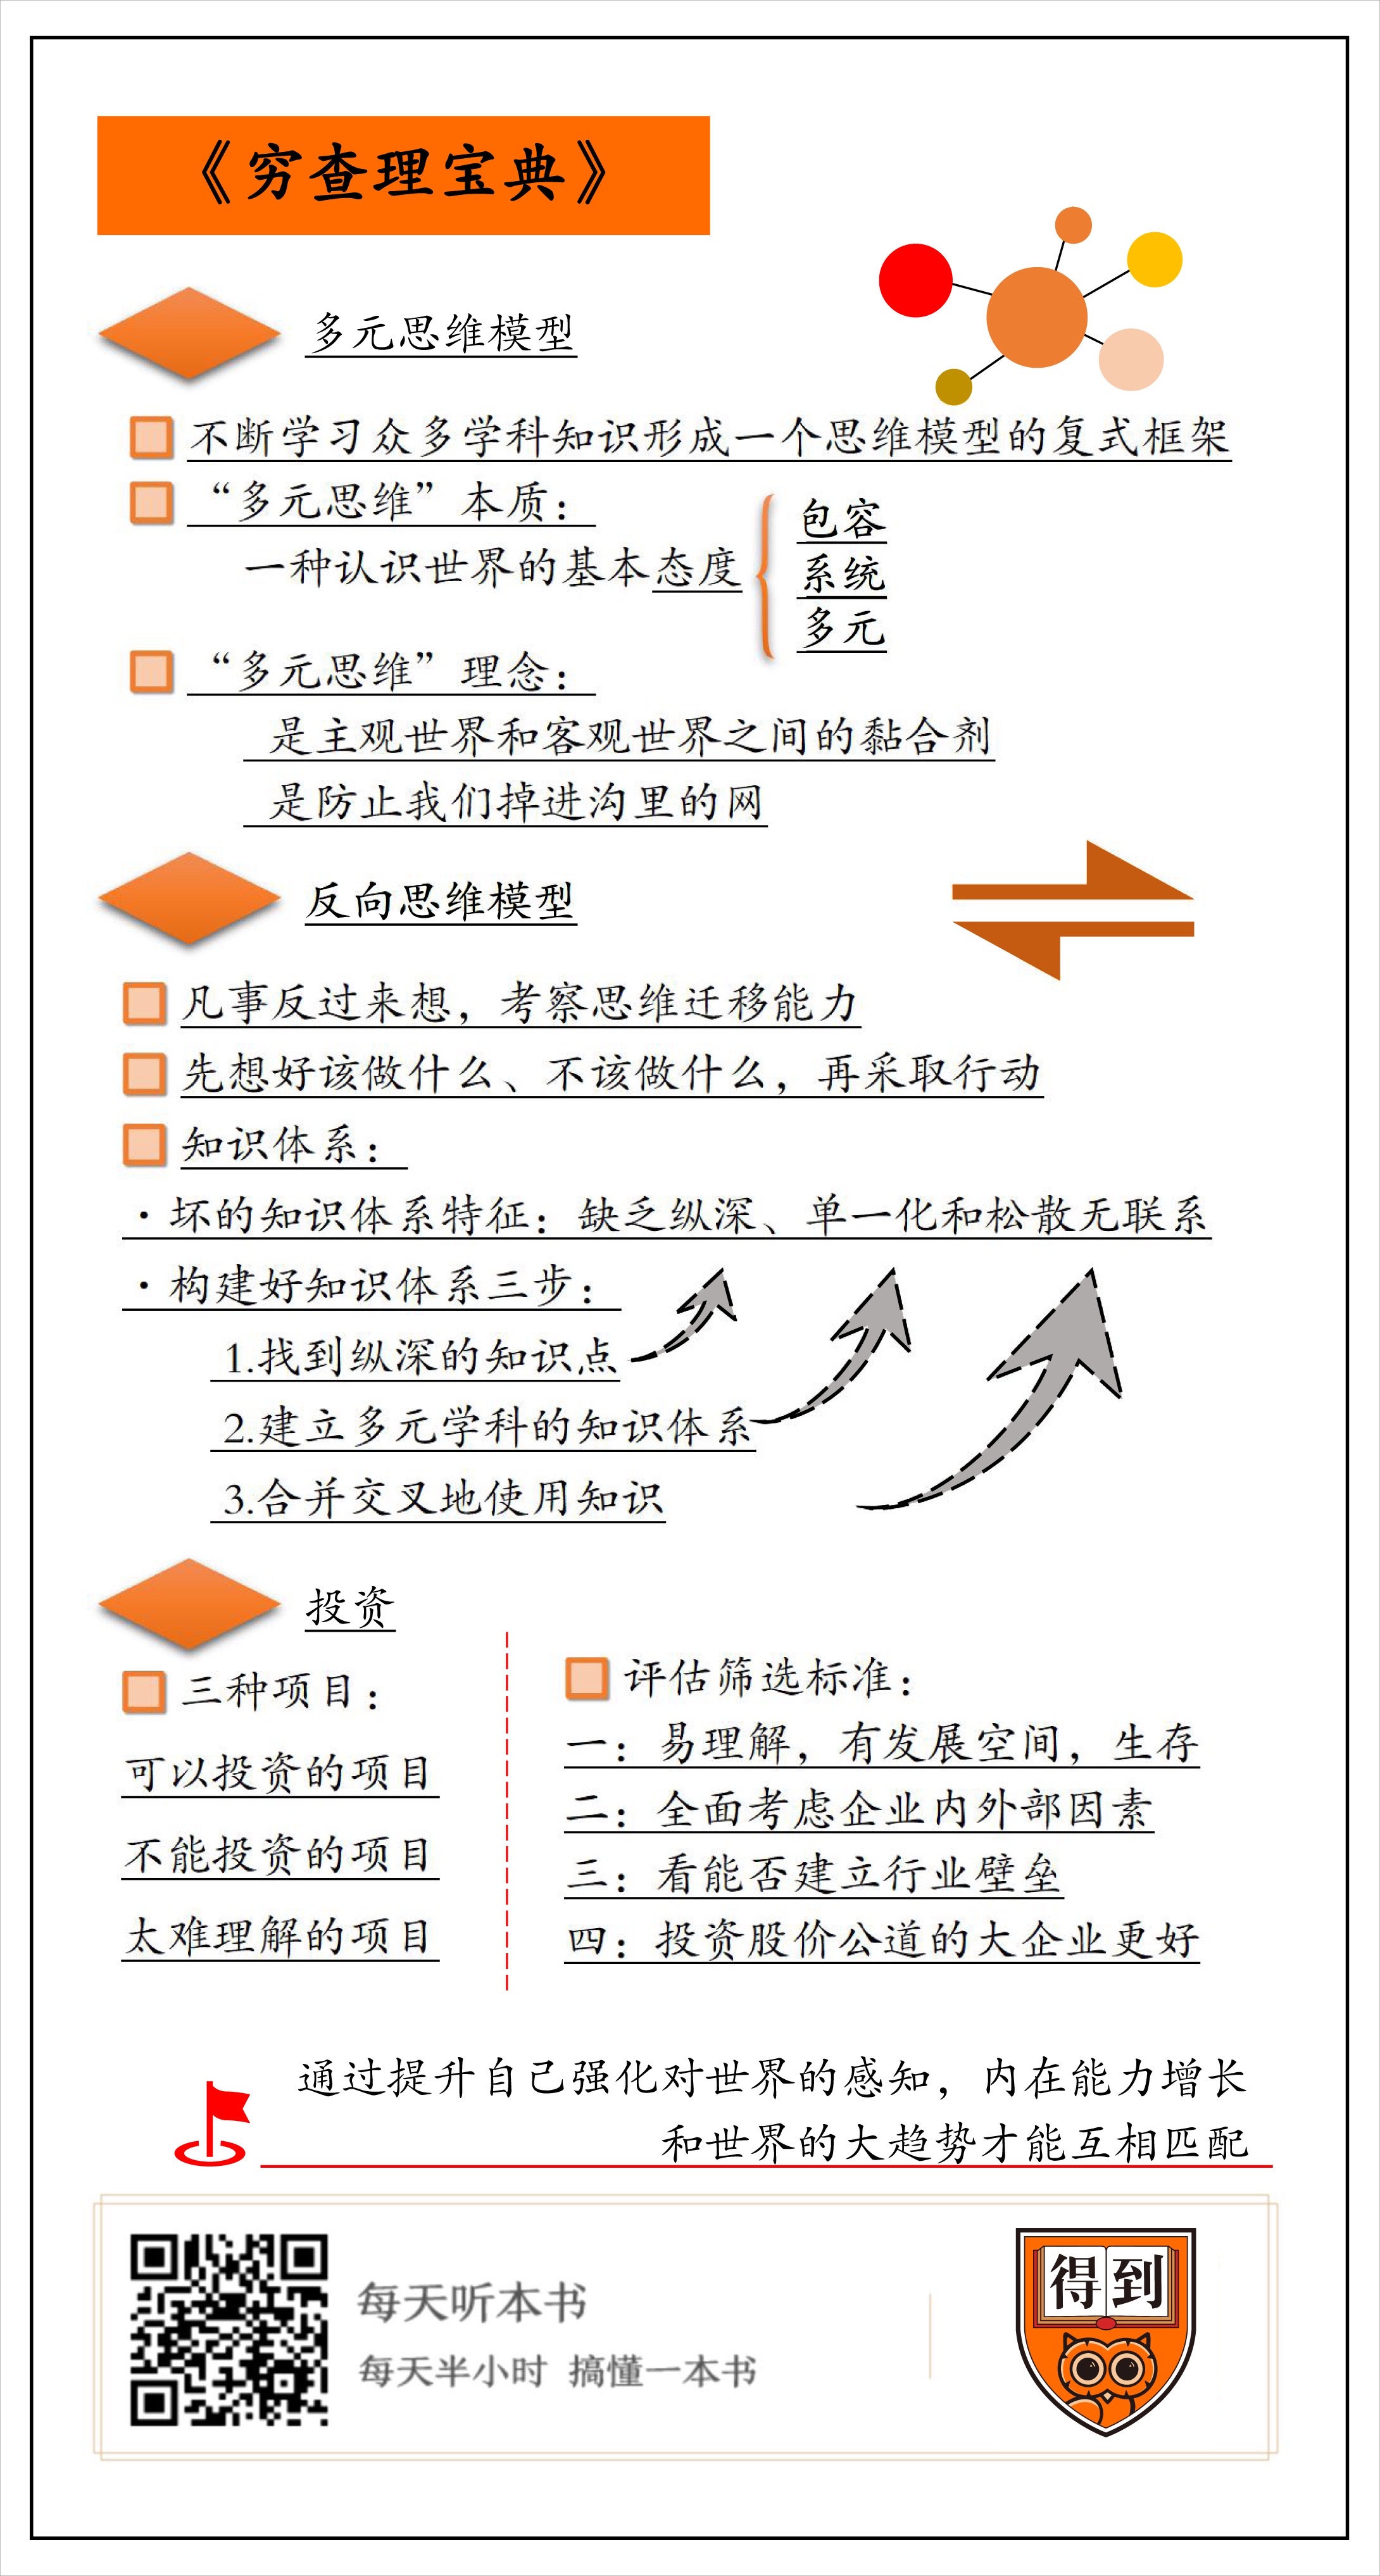 《穷查理宝典》
多元思维模型
不断学习众多学科知识形成一个思维模型的复式框架
“多元思维”本质：
一种认识世界的基本态度
包容
系统
多元
“多元思维”理念：
是主观世界和客观世界之间的黏合剂
是防止我们掉进沟里的网
反向思维模型
凡事反过来想，考察思维迁移能力
先想好该做什么、不该做什么，再采取行动
知识体系：
·坏的知识体系特征：缺乏纵深、单一化和松散无联系
·构建好知识体系三步：
1.找到纵深的知识点
2.建立多元学科的知识体系
3.合并交叉地使用知识
投资
三种项目：
可以投资的项目
不能投资的项目
太难理解的项目
评估筛选标准：
一：易理解，有发展空间，生存
二：全面考虑企业内外部因素
三：看能否建立行业壁垒
四：投资股价公道的大企业更好
通过提升自己强化对世界的感知，内在能力增长
和世界的大趋势才能互相匹配
每天听本书
每天半小时 搞懂一本书
得到